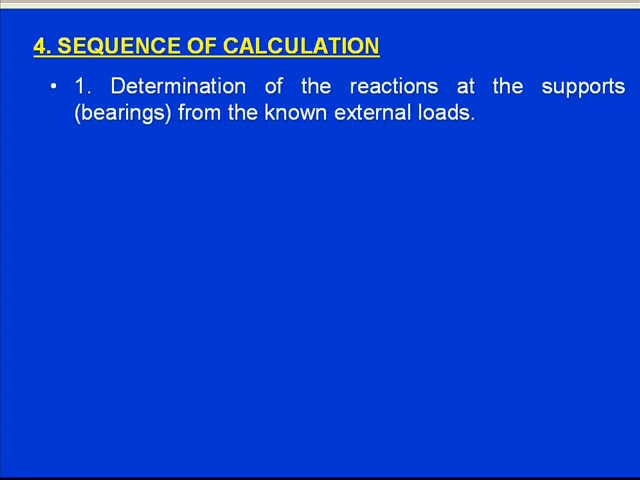 4. SEQUENCE OF CALCULATION
• 1. Determination of the reactions at the supports
(bearings) from the known external loads.